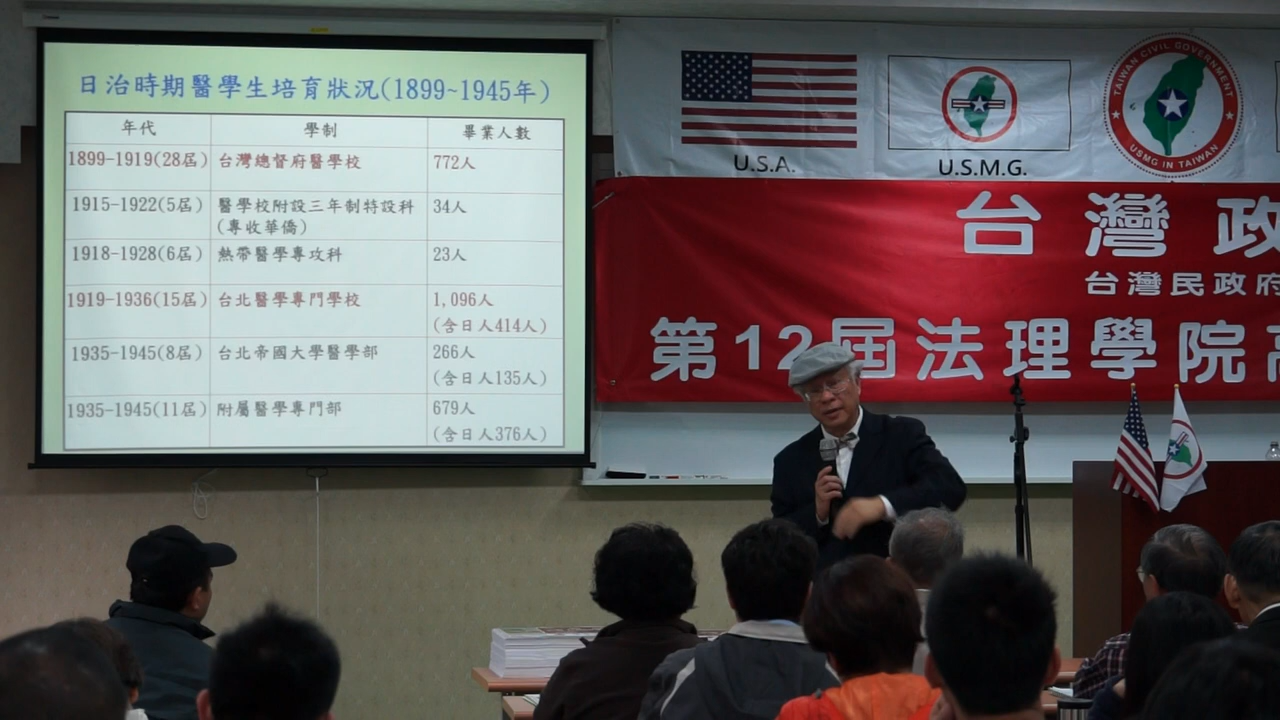 日治時期醫學生培育狀況(1899~1945年)
年代 學制 畢業人數
1899-1919(28屆) 台灣總督府醫學校 772人
1915-1922(5屆) 醫學校附設三年制特設科 34人
(專收華僑)
1918-1928(6屆) 熱帶醫學專攻科 23人
1919-1936(15屆) 台北醫學專門學校 1,096人
(含日人414人)
1935-1945(8屆) 台北帝國大學醫學部 266人
(含日人135人)
1935-1945(11屆) 附屬醫學專門部 679人
(含日人376人)
U.S.A.
U.S.M.G.
TAIWAN CIVIL GOVERNMENT
USMG IN TAIWAN
台灣政
台灣民政府
第12屆法理學院高